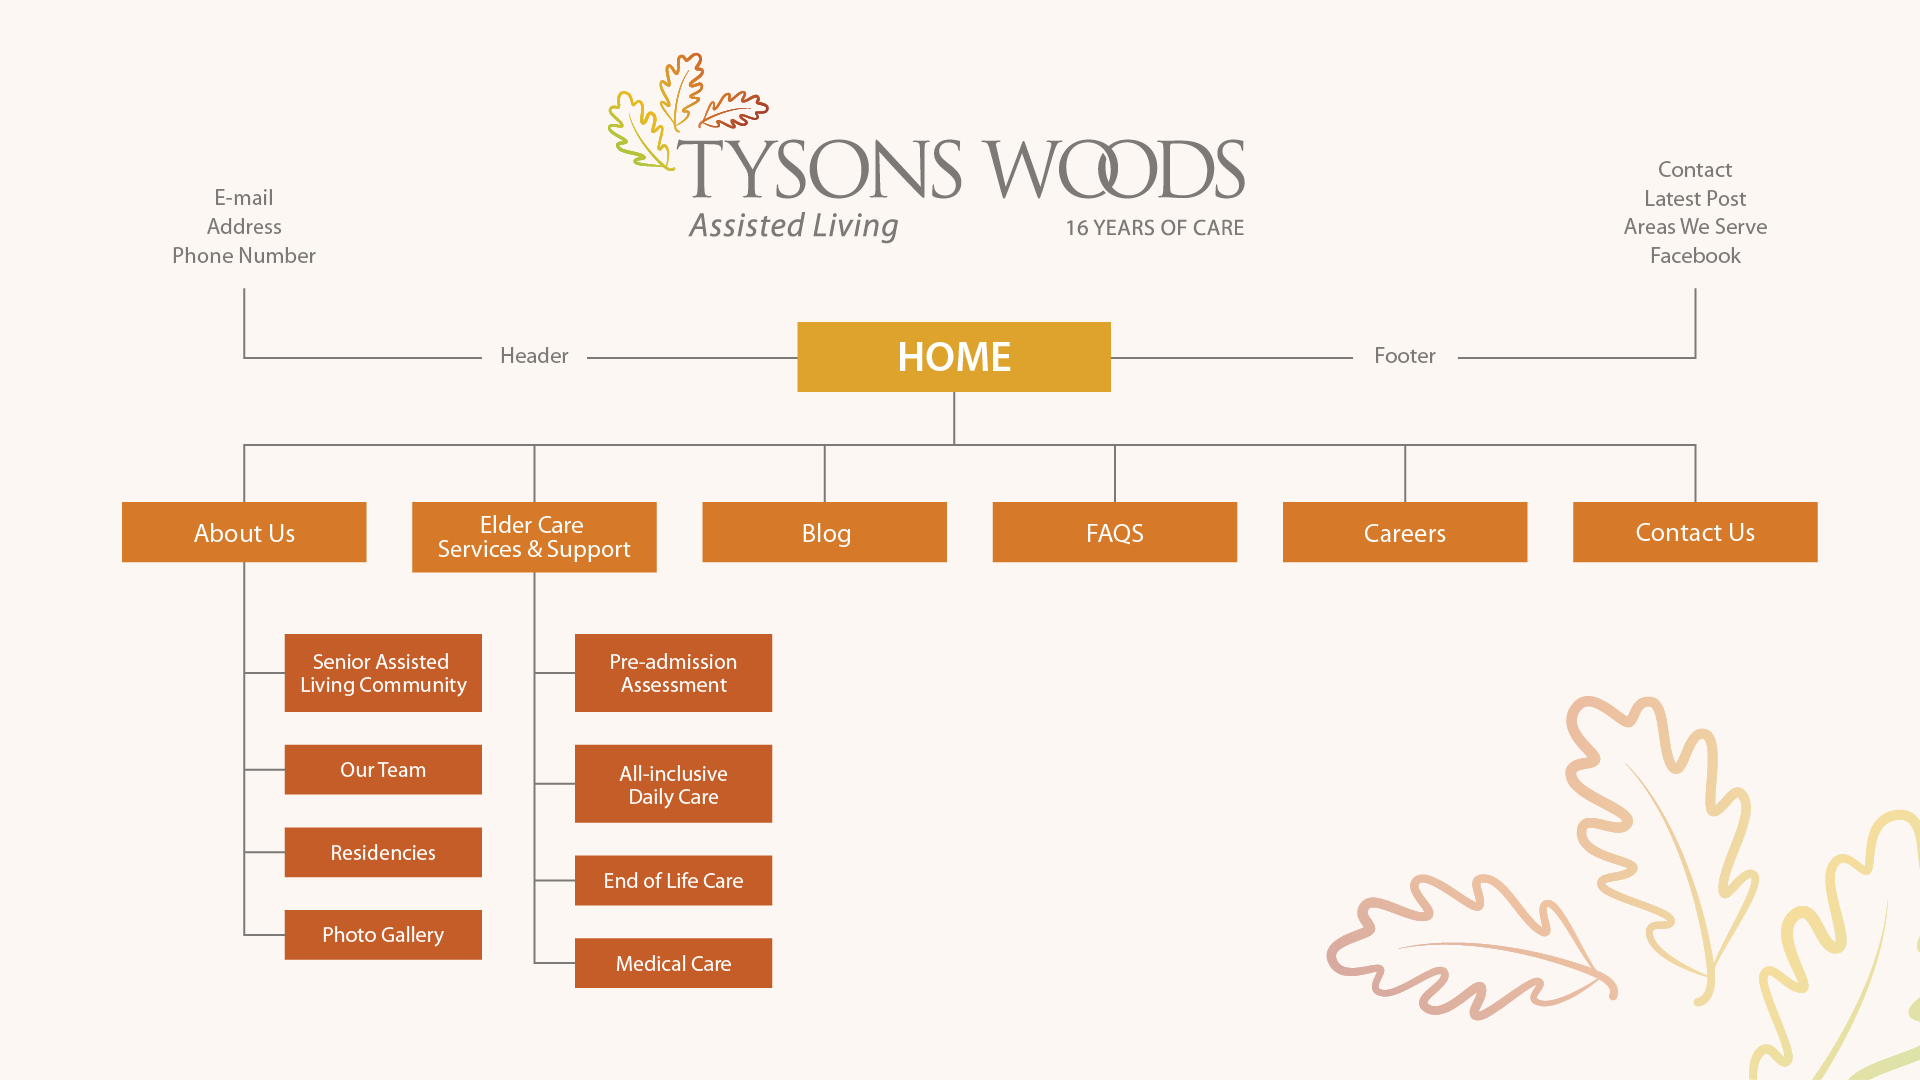 TYSONS WOODS
Assisted Living
16 YEARS OF CARE
E-mail
Address
Phone Number
Contact
Latest Post
Areas We Serve
Facebook
Header
HOME
Footer
About Us
Elder Care
Services & Support
Blog
FAQS
Careers
Contact Us
Senior Assisted
Living Community
Our Team
Residencies
Photo Gallery
Pre-admission
Assessment
All-inclusive
Daily Care
End of Life Care
Medical Care